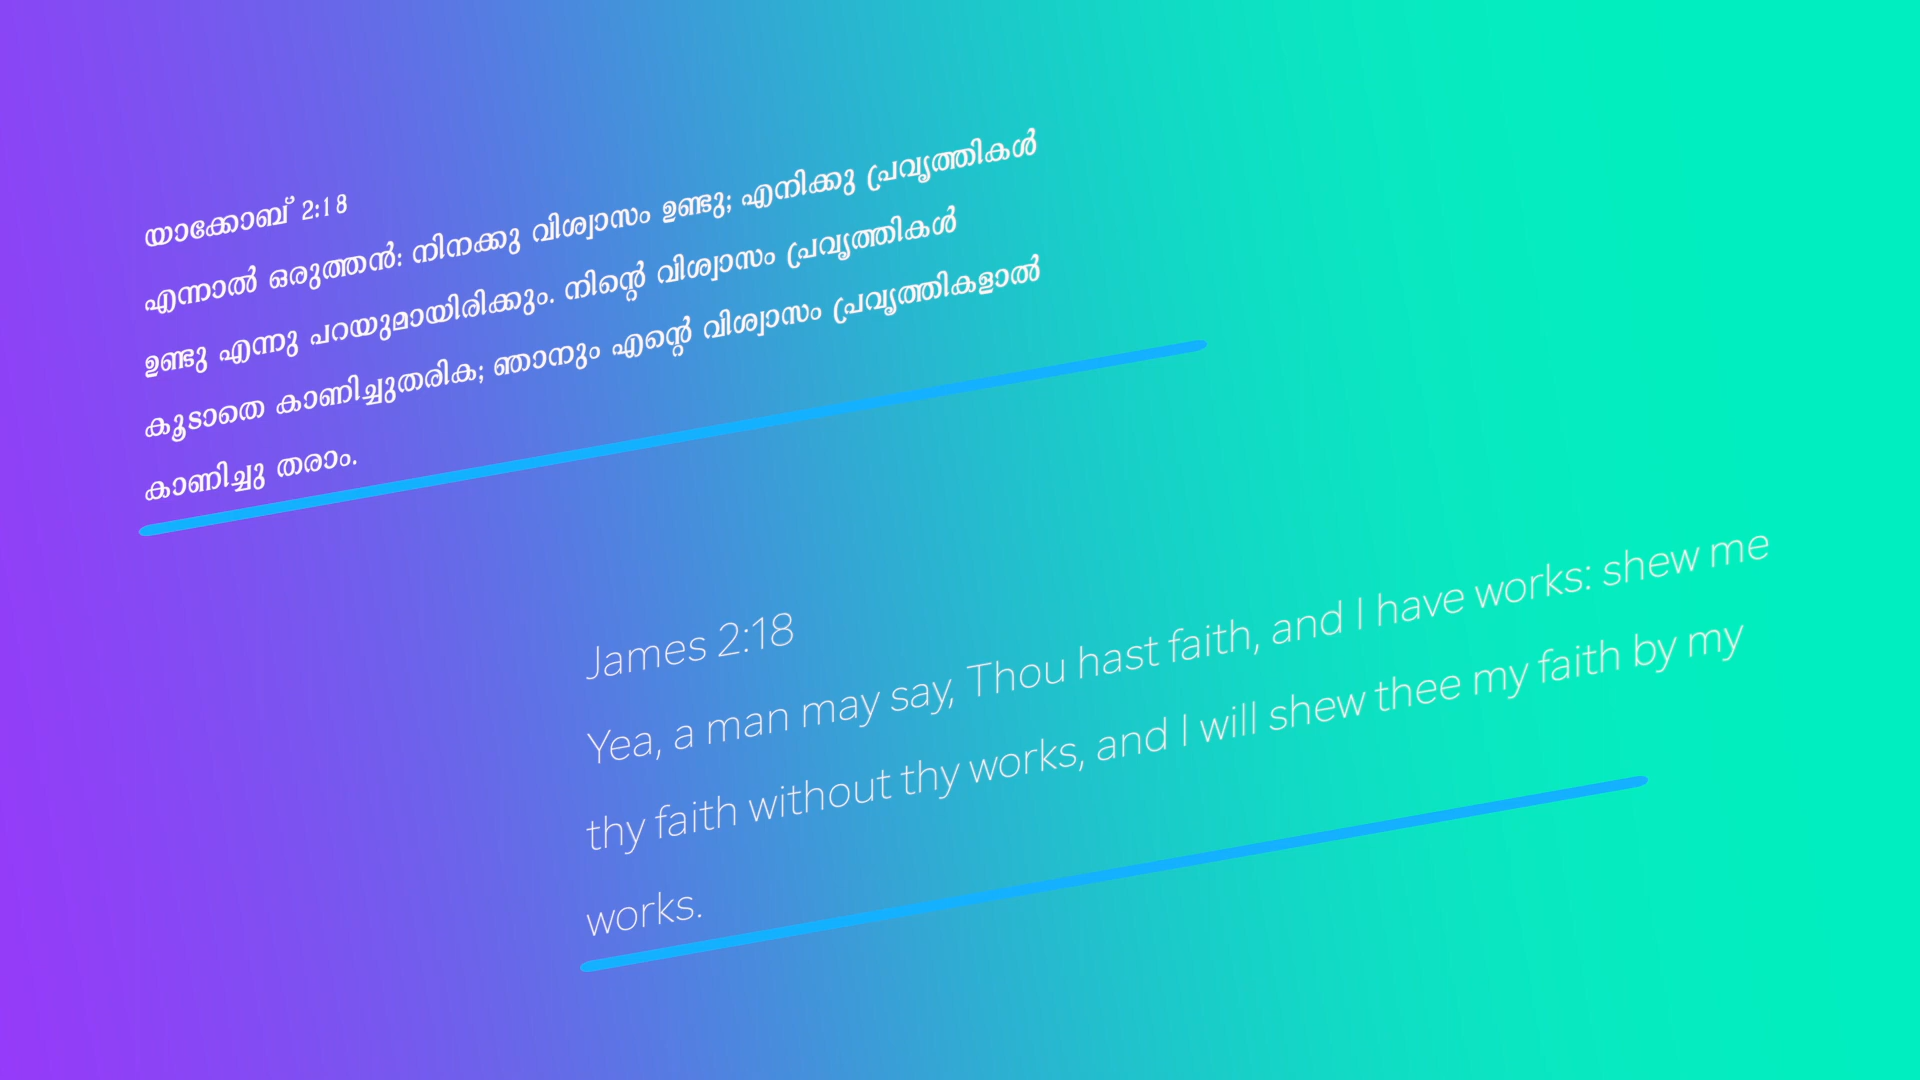 യാക്കോബ് 2:18
എന്നാൽ ഒരുത്തൻ: നിനക്കു വിശ്വാസം ഉണ്ടു; എനിക്കു പ്രവൃത്തികൾ
ഉണ്ടു എന്നു പറയുമായിരിക്കും. നിന്റെ വിശ്വാസം പ്രവൃത്തികൾ
കൂടാതെ കാണിച്ചുതരിക; ഞാനും എന്റെ വിശ്വാസം പ്രവൃത്തികളാൽ
കാണിച്ചു തരാം.
James 2:18
Yea, a man may say, Thou hast faith, and I have works: shew me
thy faith without thy works, and I will shew thee my faith by my
works.